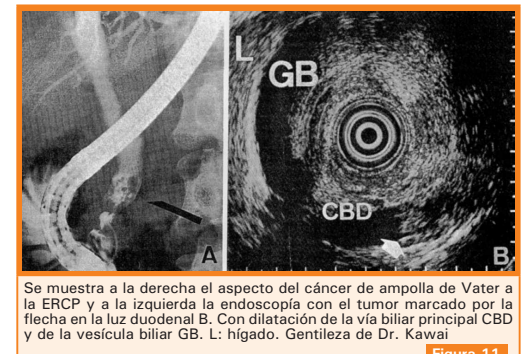 L
GB
CBD
A
B
Se muestra a la derecha el aspecto del cáncer de ampolla de Vater a
la ERCP y a la izquierda la endoscopía con el tumor marcado por la
flecha en la luz duodenal B. Con dilatación de la vía biliar principal CBD
y de la vesícula biliar GB. L: hígado. Gentileza de Dr. Kawai
Figura 11